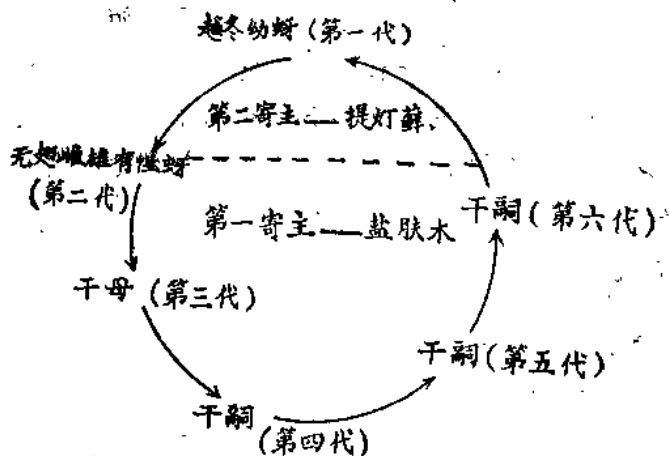 越冬幼蚜(第一代)
第二寄主——提灯藓、
无翅雌雄有性蚜
(第二代)
第一寄主——盐肤木
干嗣(第六代)
干母(第三代)
干嗣(第五代)
干嗣
(第四代)